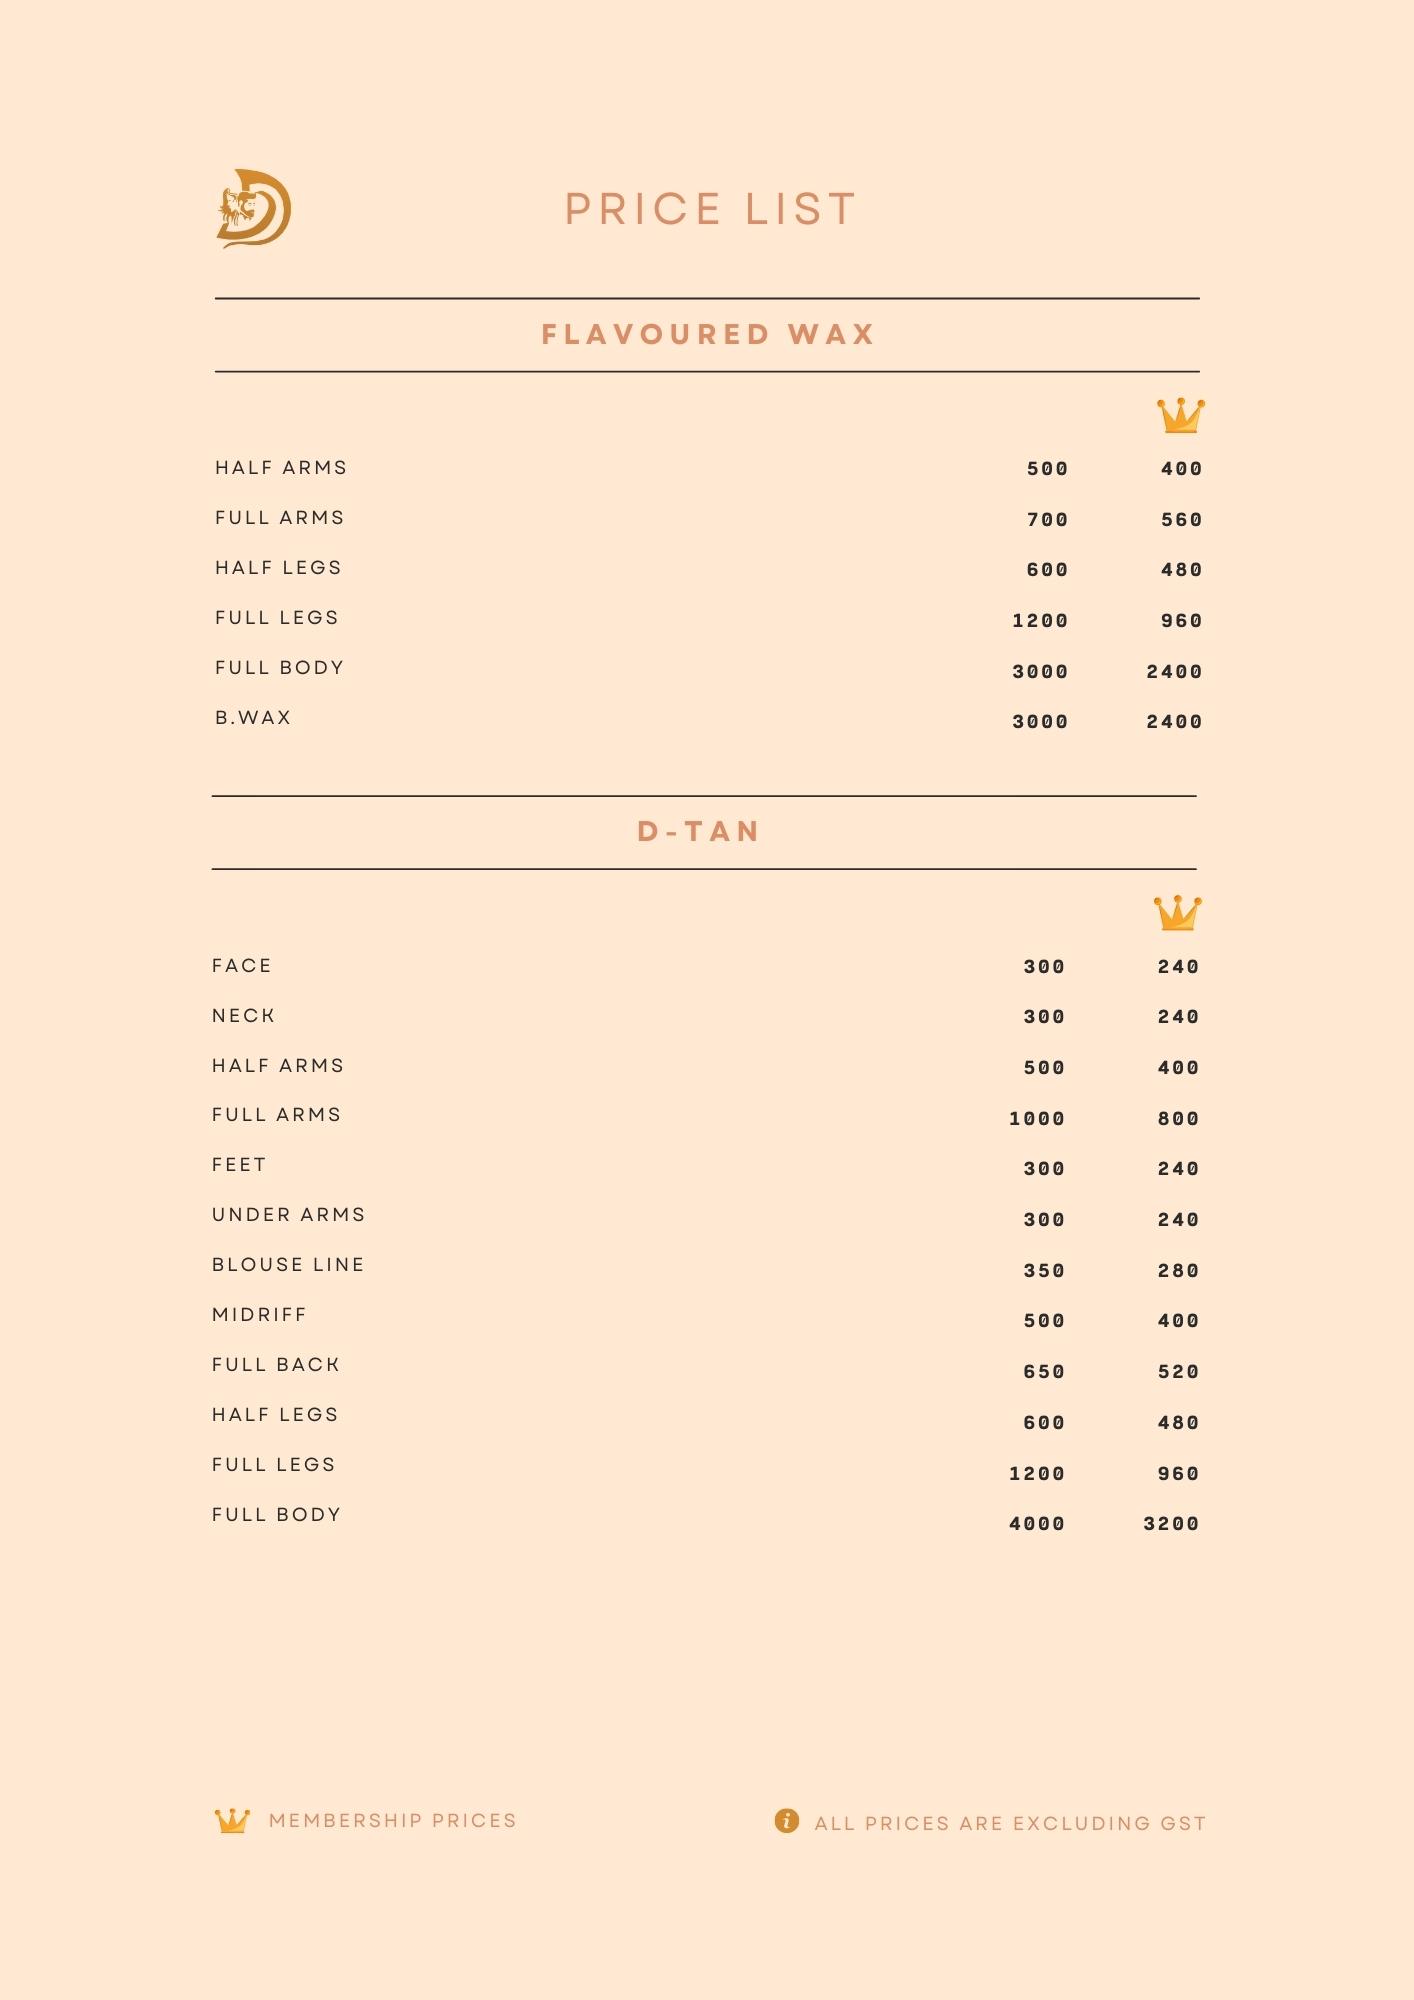 PRICE LIST
FLAVOURED WAX
HALF ARMS 500 400
FULL ARMS 700 560
HALF LEGS 600 480
FULL LEGS 1200 960
FULL BODY 3000 2400
B.WAX 3000 2400
D-TAN
FACE 300 240
NECK 300 240
HALF ARMS 500 400
FULL ARMS 1000 800
FEET 300 240
UNDER ARMS 300 240
BLOUSE LINE 350 280
MIDRIFF 500 400
FULL BACK 650 520
HALF LEGS 600 480
FULL LEGS 1200 960
FULL BODY 4000 3200
MEMBERSHIP PRICES
ALL PRICES ARE EXCLUDING GST